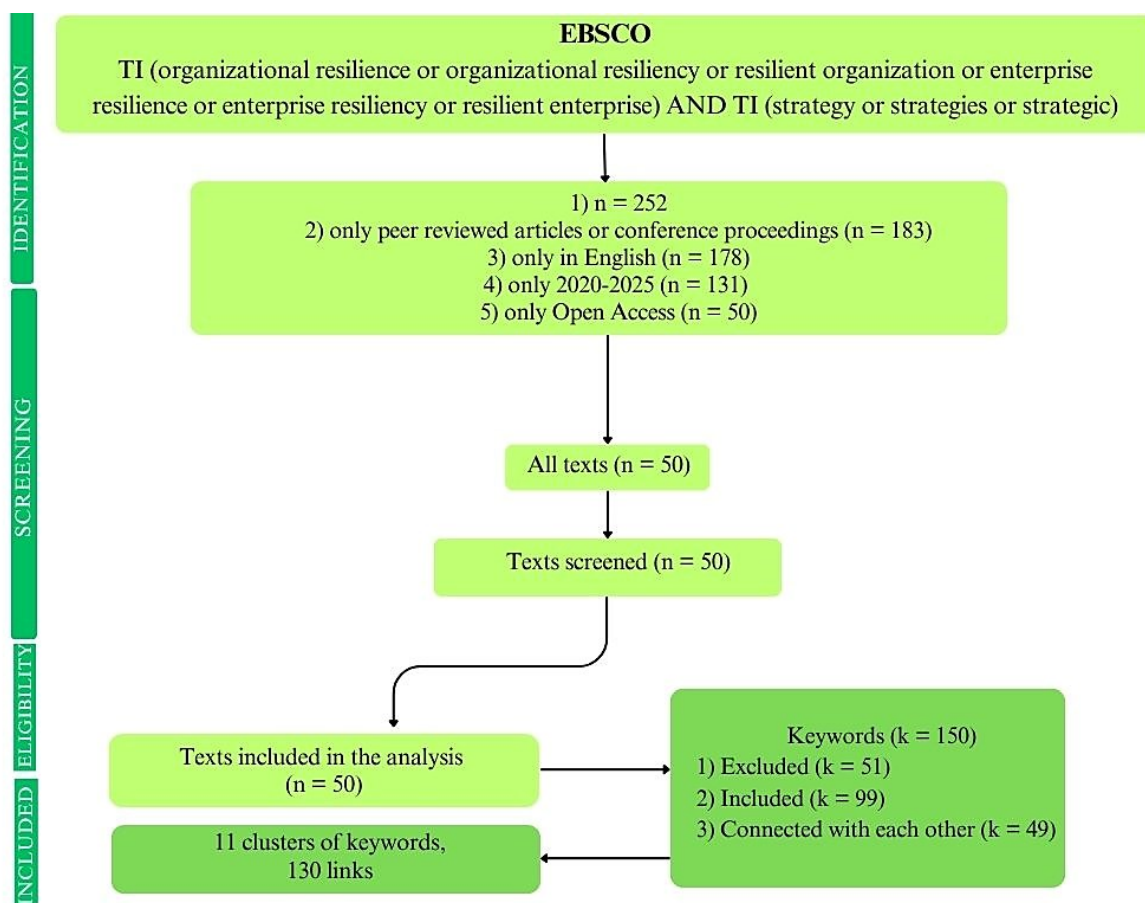 EBSCO
TI (organizational resilience or organizational resiliency or resilient organization or enterprise
resilience or enterprise resiliency or resilient enterprise) AND TI (strategy or strategies or strategic)
IDENTIFICATION
1) n = 252
2) only peer reviewed articles or conference proceedings (n = 183)
3) only in English (n = 178)
4) only 2020-2025 (n = 131)
5) only Open Access (n = 50)
SCREENING
All texts (n = 50)
Texts screened (n = 50)
ELIGIBILITY
Texts included in the analysis
(n = 50)
Keywords (k = 150)
1) Excluded (k = 51)
2) Included (k = 99)
3) Connected with each other (k = 49)
INCLUDED
11 clusters of keywords,
130 links